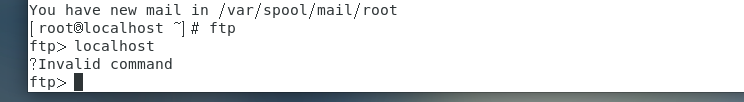 You have new mail in /var/spool/mail/root
[root@localhost ~]# ftp
ftp> localhost
?Invalid command
ftp>